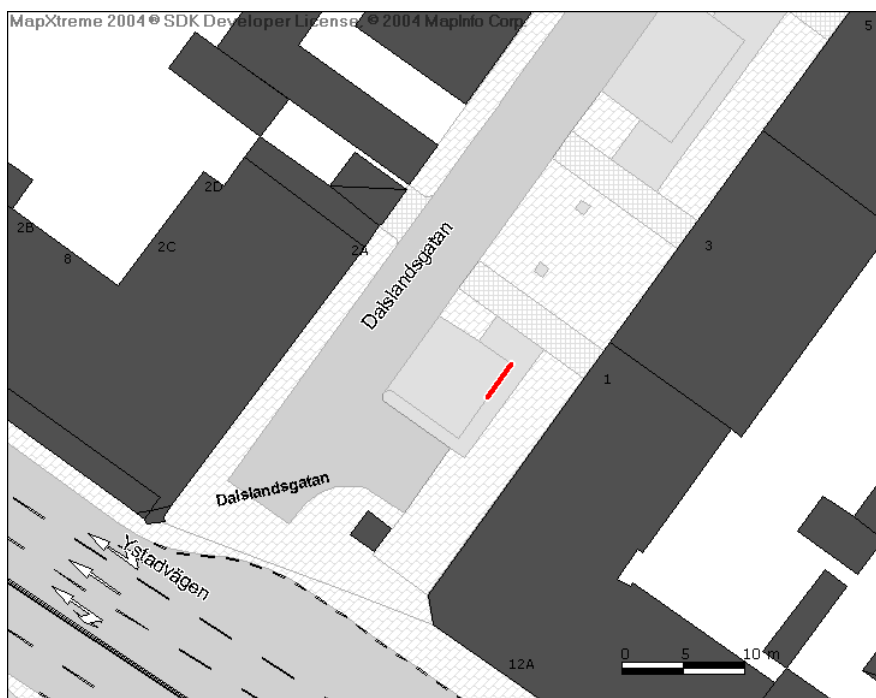 MapXtreme 2004 ® SDK Developer License. © 2004 MapInfo Corp.
5
2D
2B
8
2C
2A
Dalslandsgatan
3
1
Dalslandsgatan
Ystadvägen
12A
0 5 10 m